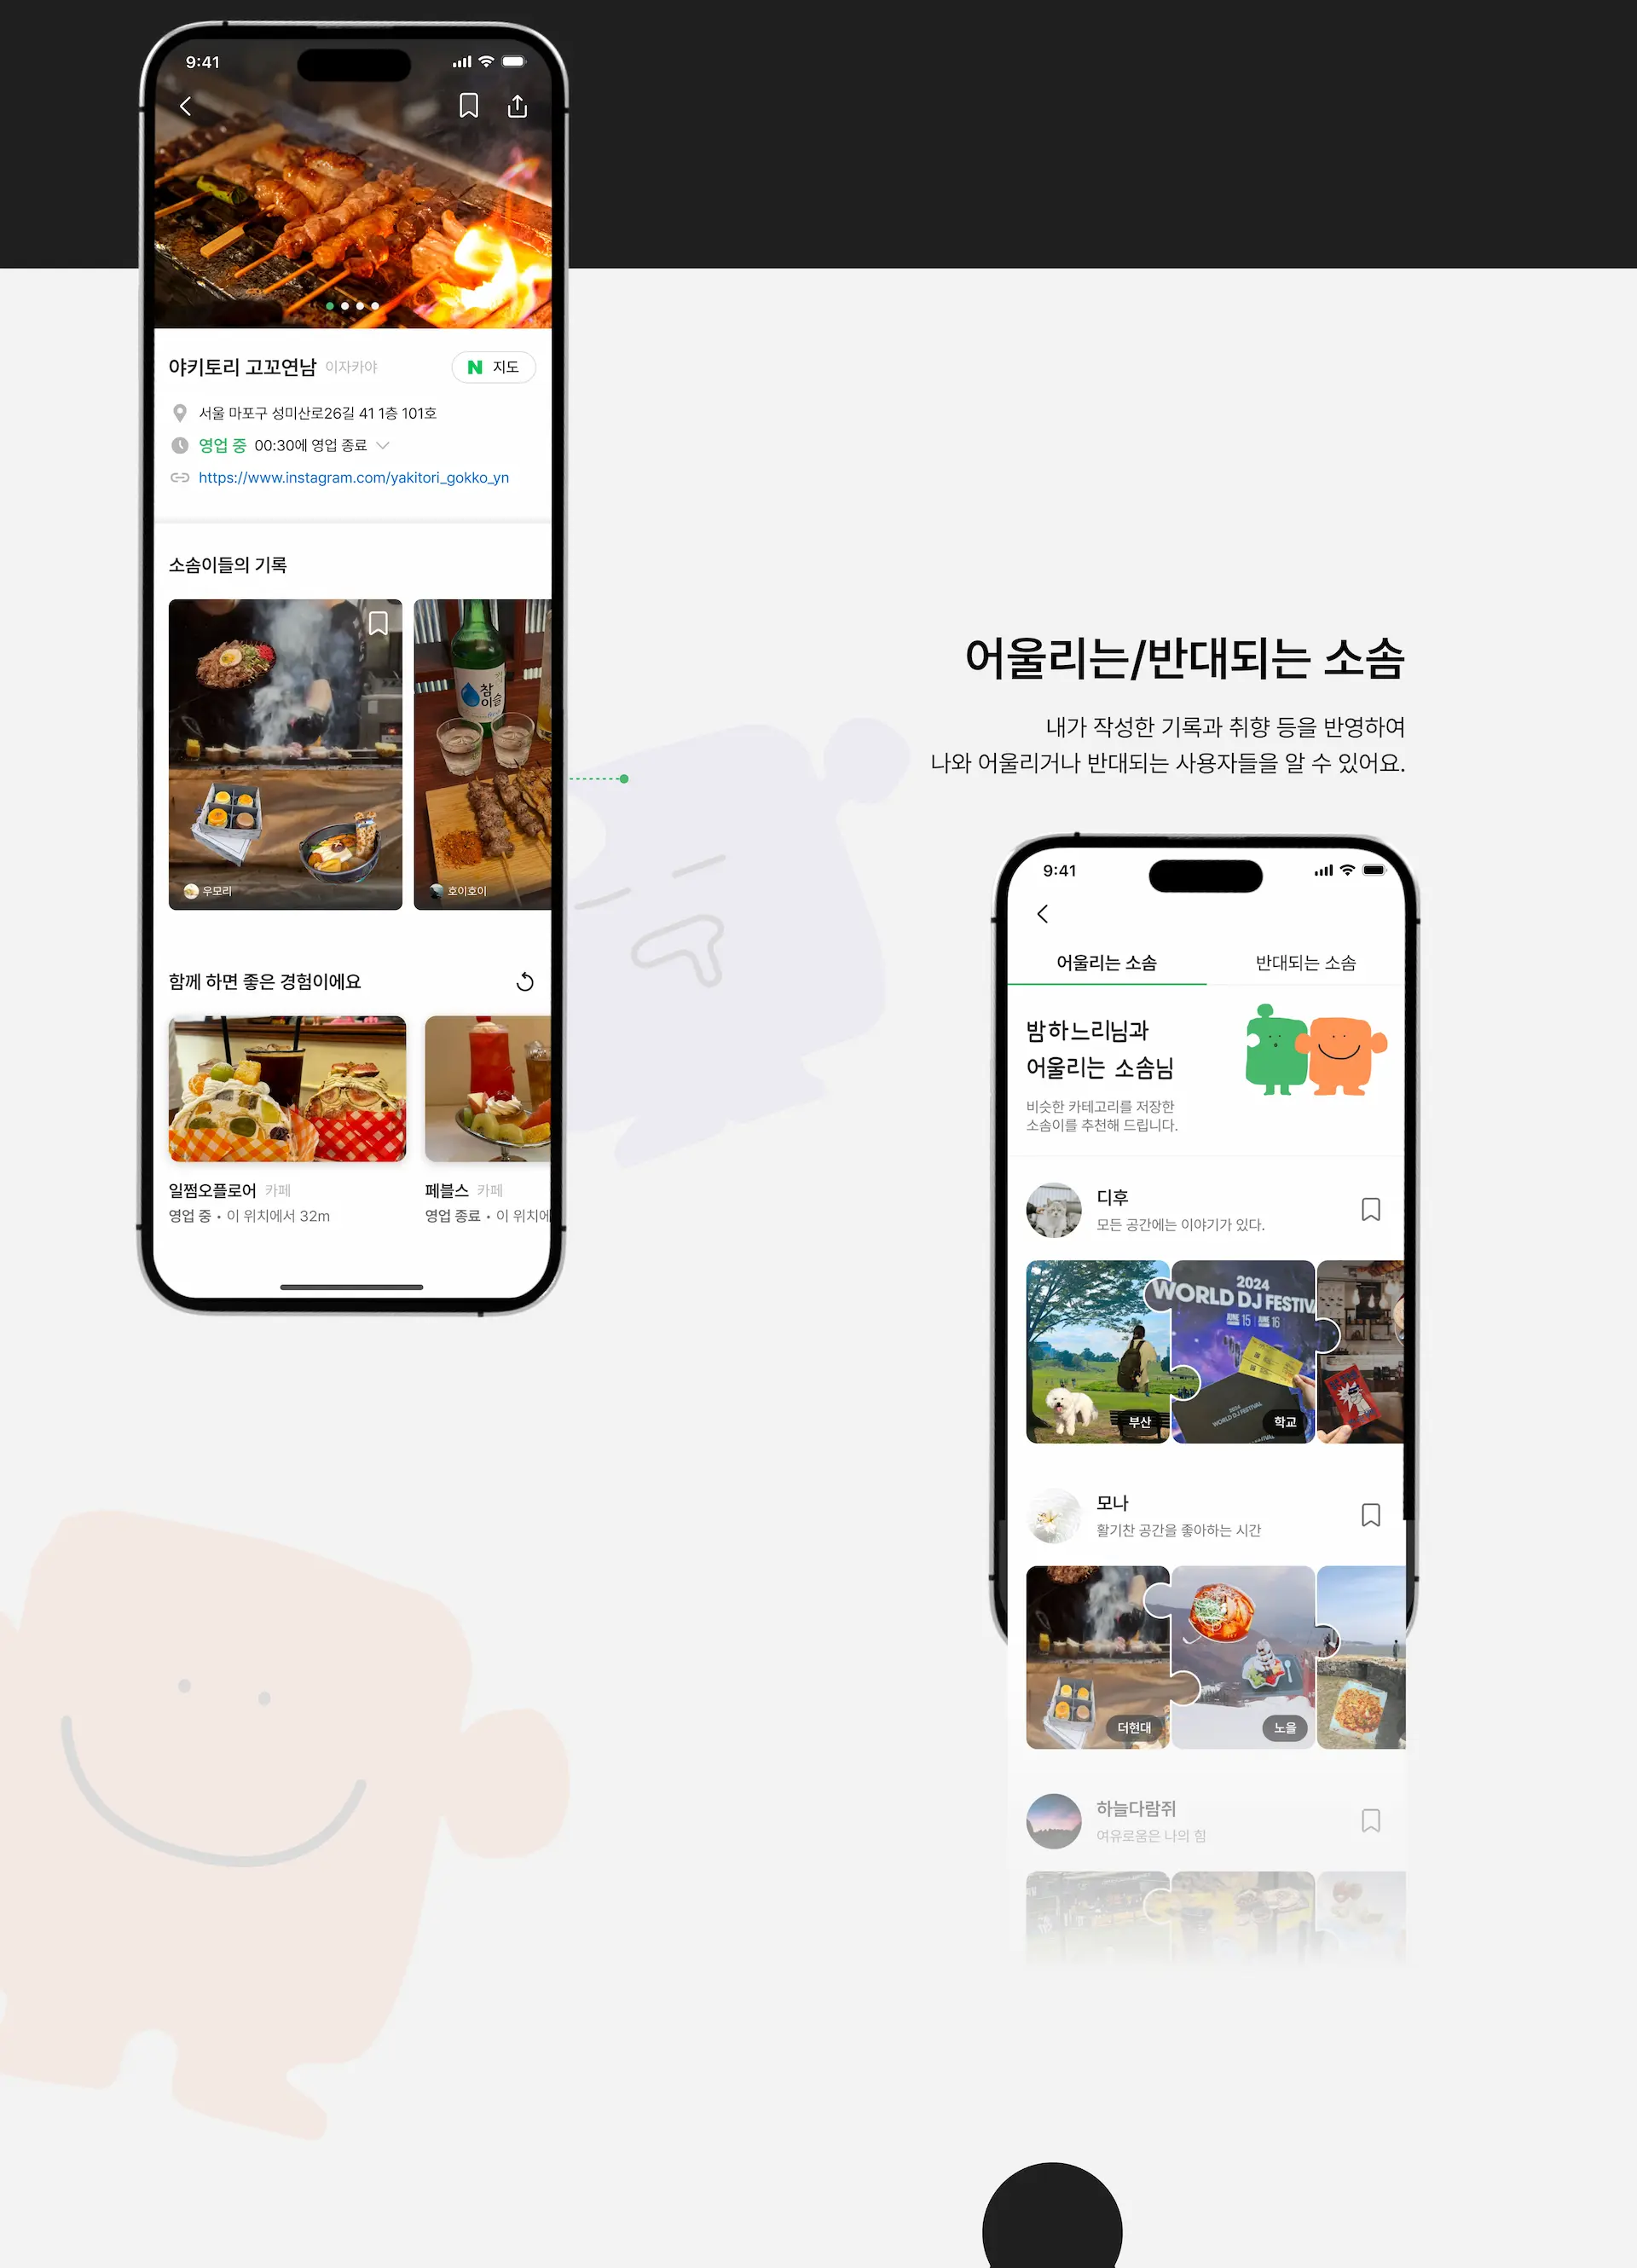 9:41
야키토리 고꼬연남 이자카야
N 지도
서울 마포구 성미산로26길 41 1층 101호
영업 중 00:30에 영업 종료
https://www.instagram.com/yakitori_gokko_yn
소솜이들의 기록
참
이슬
우모리
호이호이
함께 하면 좋은 경험이에요
일쩜오플로어 카페
영업 중 • 이 위치에서 32m
페블스 카페
영업 종료 • 이 위치에
어울리는/반대되는 소솜
내가 작성한 기록과 취향 등을 반영하여
나와 어울리거나 반대되는 사용자들을 알 수 있어요.
9:41
어울리는 소솜
반대되는 소솜
밤하느리님과
어울리는 소솜님
비슷한 카테고리를 저장한
소솜이를 추천해 드립니다.
디후
모든 공간에는 이야기가 있다.
2024
WORLD DJ FESTIV
15 16
2024
WORLD DJ FESTIVAL
부산
학교
모나
활기찬 공간을 좋아하는 시간
더현대
노을
하늘다람쥐
여유로움은 나의 힘